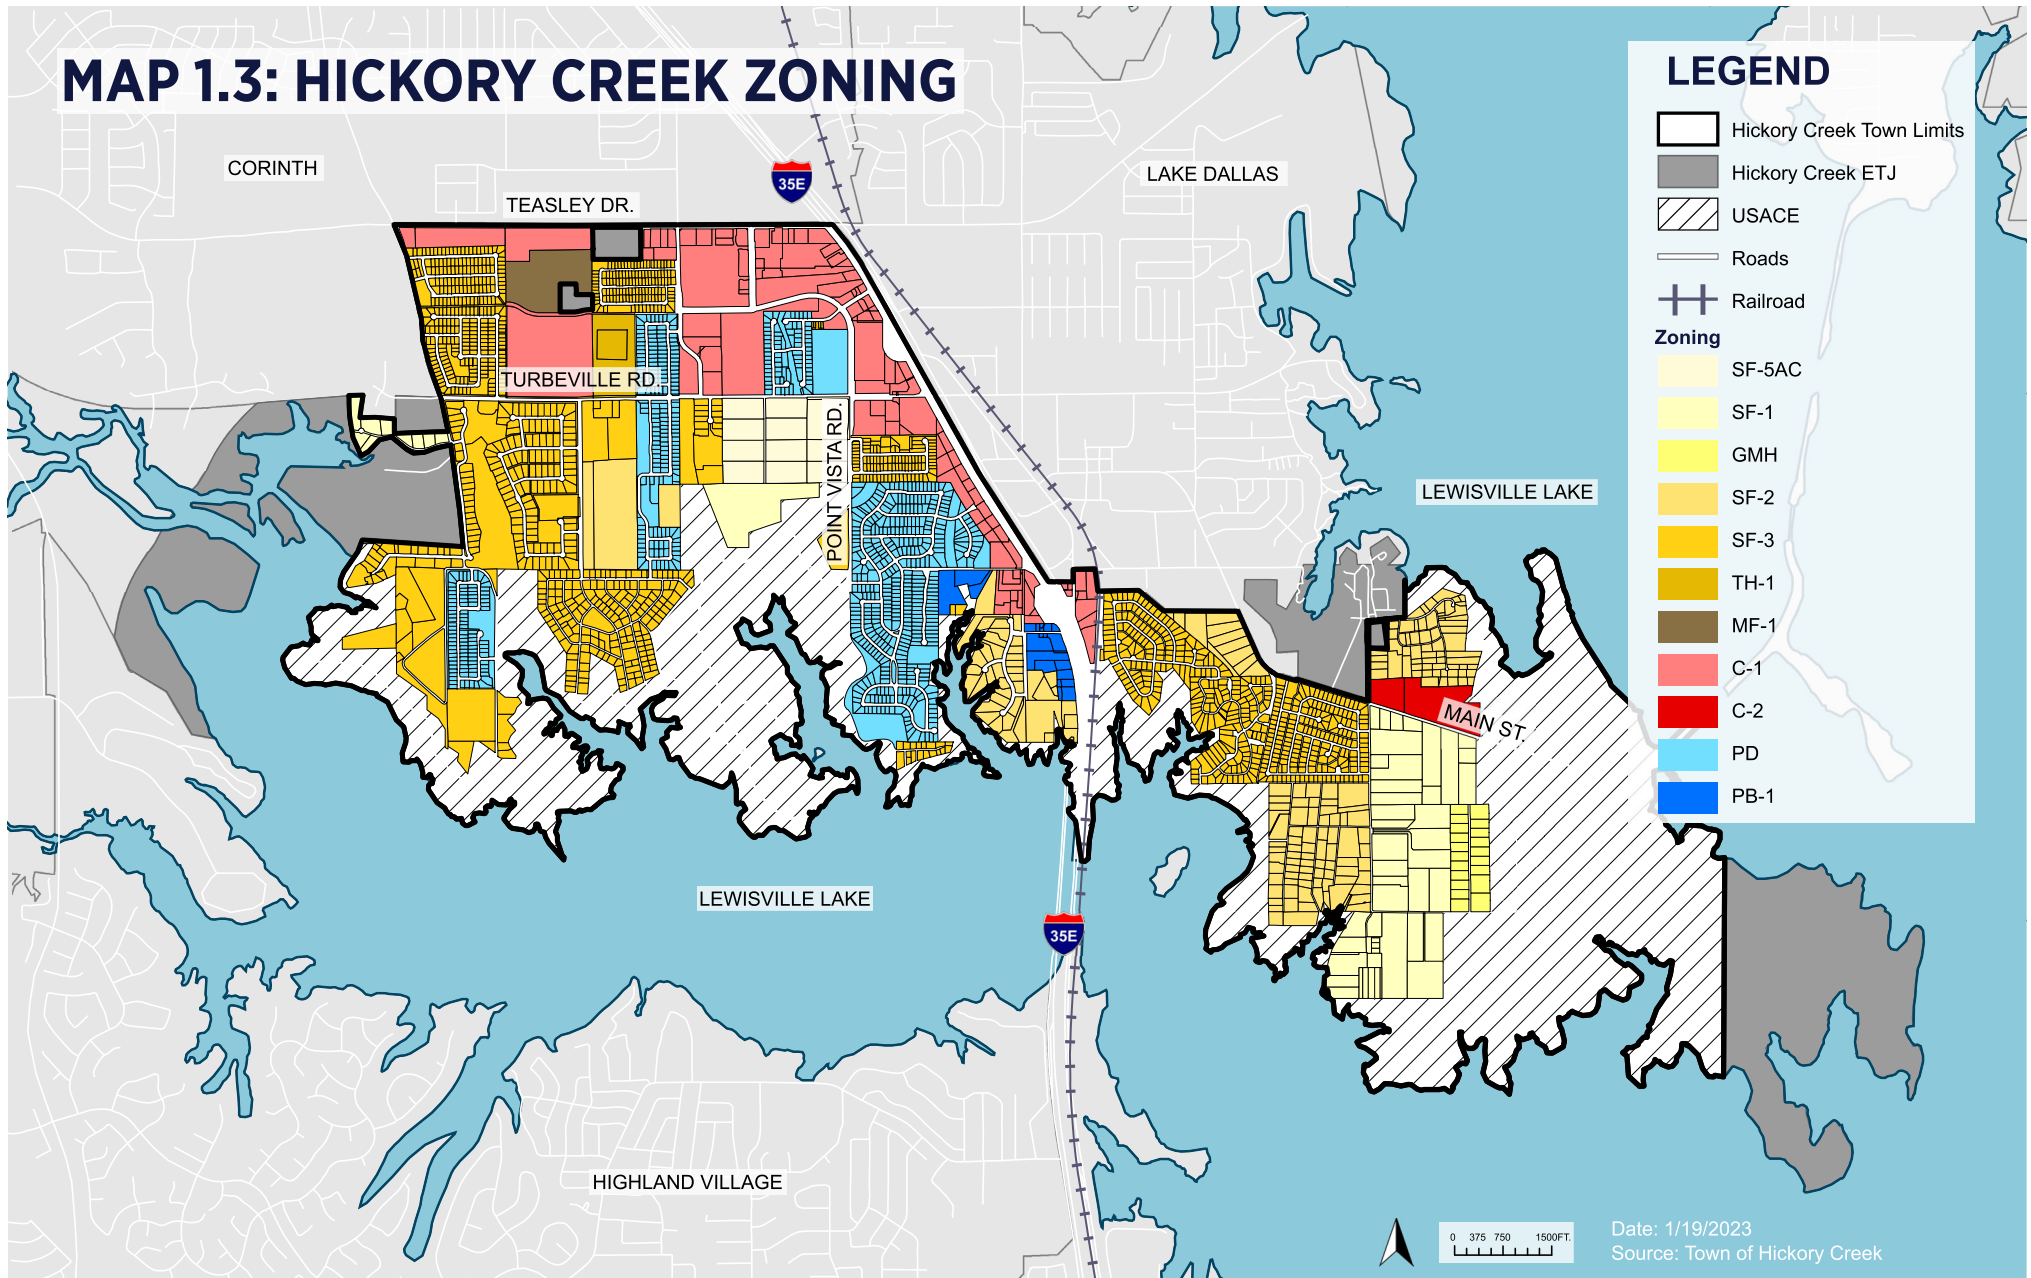 MAP 1.3: HICKORY CREEK ZONING
LEGEND
Hickory Creek Town Limits
Hickory Creek ETJ
USACE
Roads
Railroad
Zoning
SF-5AC
SF-1
GMH
SF-2
SF-3
TH-1
MF-1
C-1
C-2
PD
PB-1
CORINTH
35E
LAKE DALLAS
TEASLEY DR.
TURBEVILLE RD.
POINT VISTA RD.
LEWISVILLE LAKE
MAIN ST.
LEWISVILLE LAKE
35E
HIGHLAND VILLAGE
0 375 750 1500FT.
Date: 1/19/2023
Source: Town of Hickory Creek